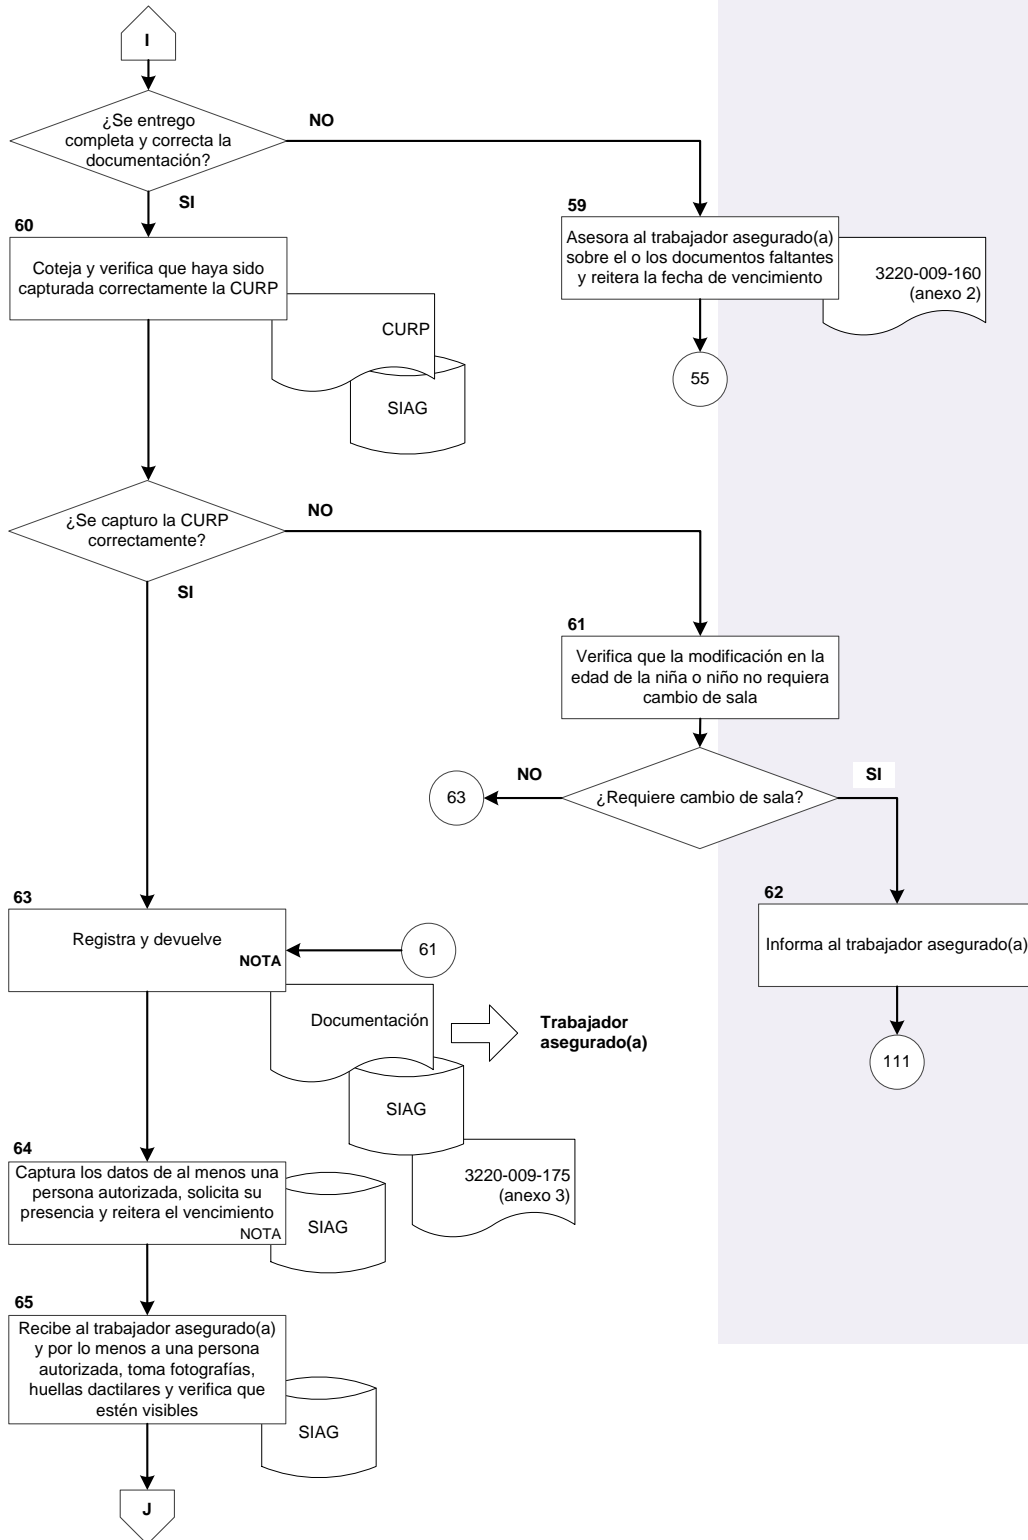 I
¿Se entrego
completa y correcta la
documentación?
NO
SI
59
Asesora al trabajador asegurado(a)
sobre el o los documentos faltantes
y reitera la fecha de vencimiento
3220-009-160
(anexo 2)
55
60
Coteja y verifica que haya sido
capturada correctamente la CURP
CURP
SIAG
¿Se capturo la CURP
correctamente?
NO
SI
61
Verifica que la modificación en la
edad de la niña o niño no requiera
cambio de sala
¿Requiere cambio de sala?
NO
63
SI
62
Informa al trabajador asegurado(a)
111
63
Registra y devuelve
NOTA
61
Documentación
Trabajador
asegurado(a)
SIAG
3220-009-175
(anexo 3)
64
Captura los datos de al menos una
persona autorizada, solicita su
presencia y reitera el vencimiento
NOTA
SIAG
65
Recibe al trabajador asegurado(a)
y por lo menos a una persona
autorizada, toma fotografías,
huellas dactilares y verifica que
estén visibles
SIAG
J